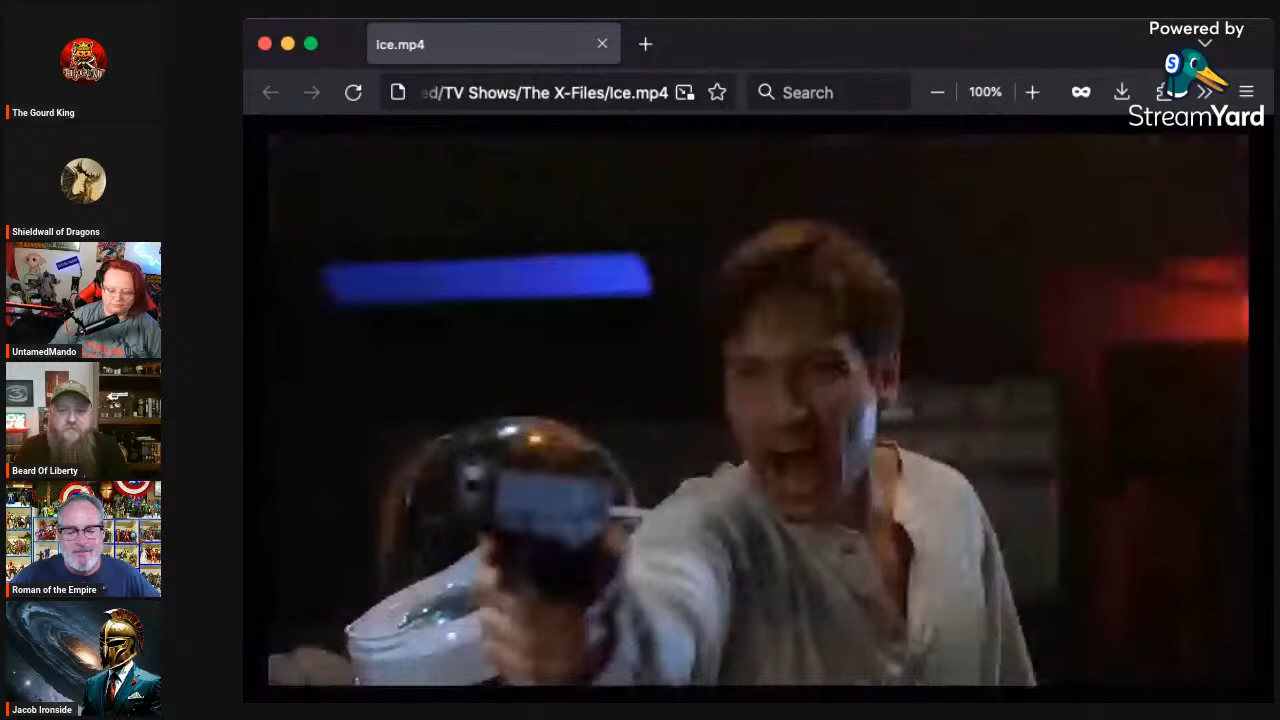 Ice.mp4
ed/TV Shows/The X-Files/Ice.mp4
Search
100%
Powered by
StreamYard
The Gourd King
Shieldwall of Dragons
UntamedMando
Beard Of Liberty
Roman of the Empire
Jacob Ironside